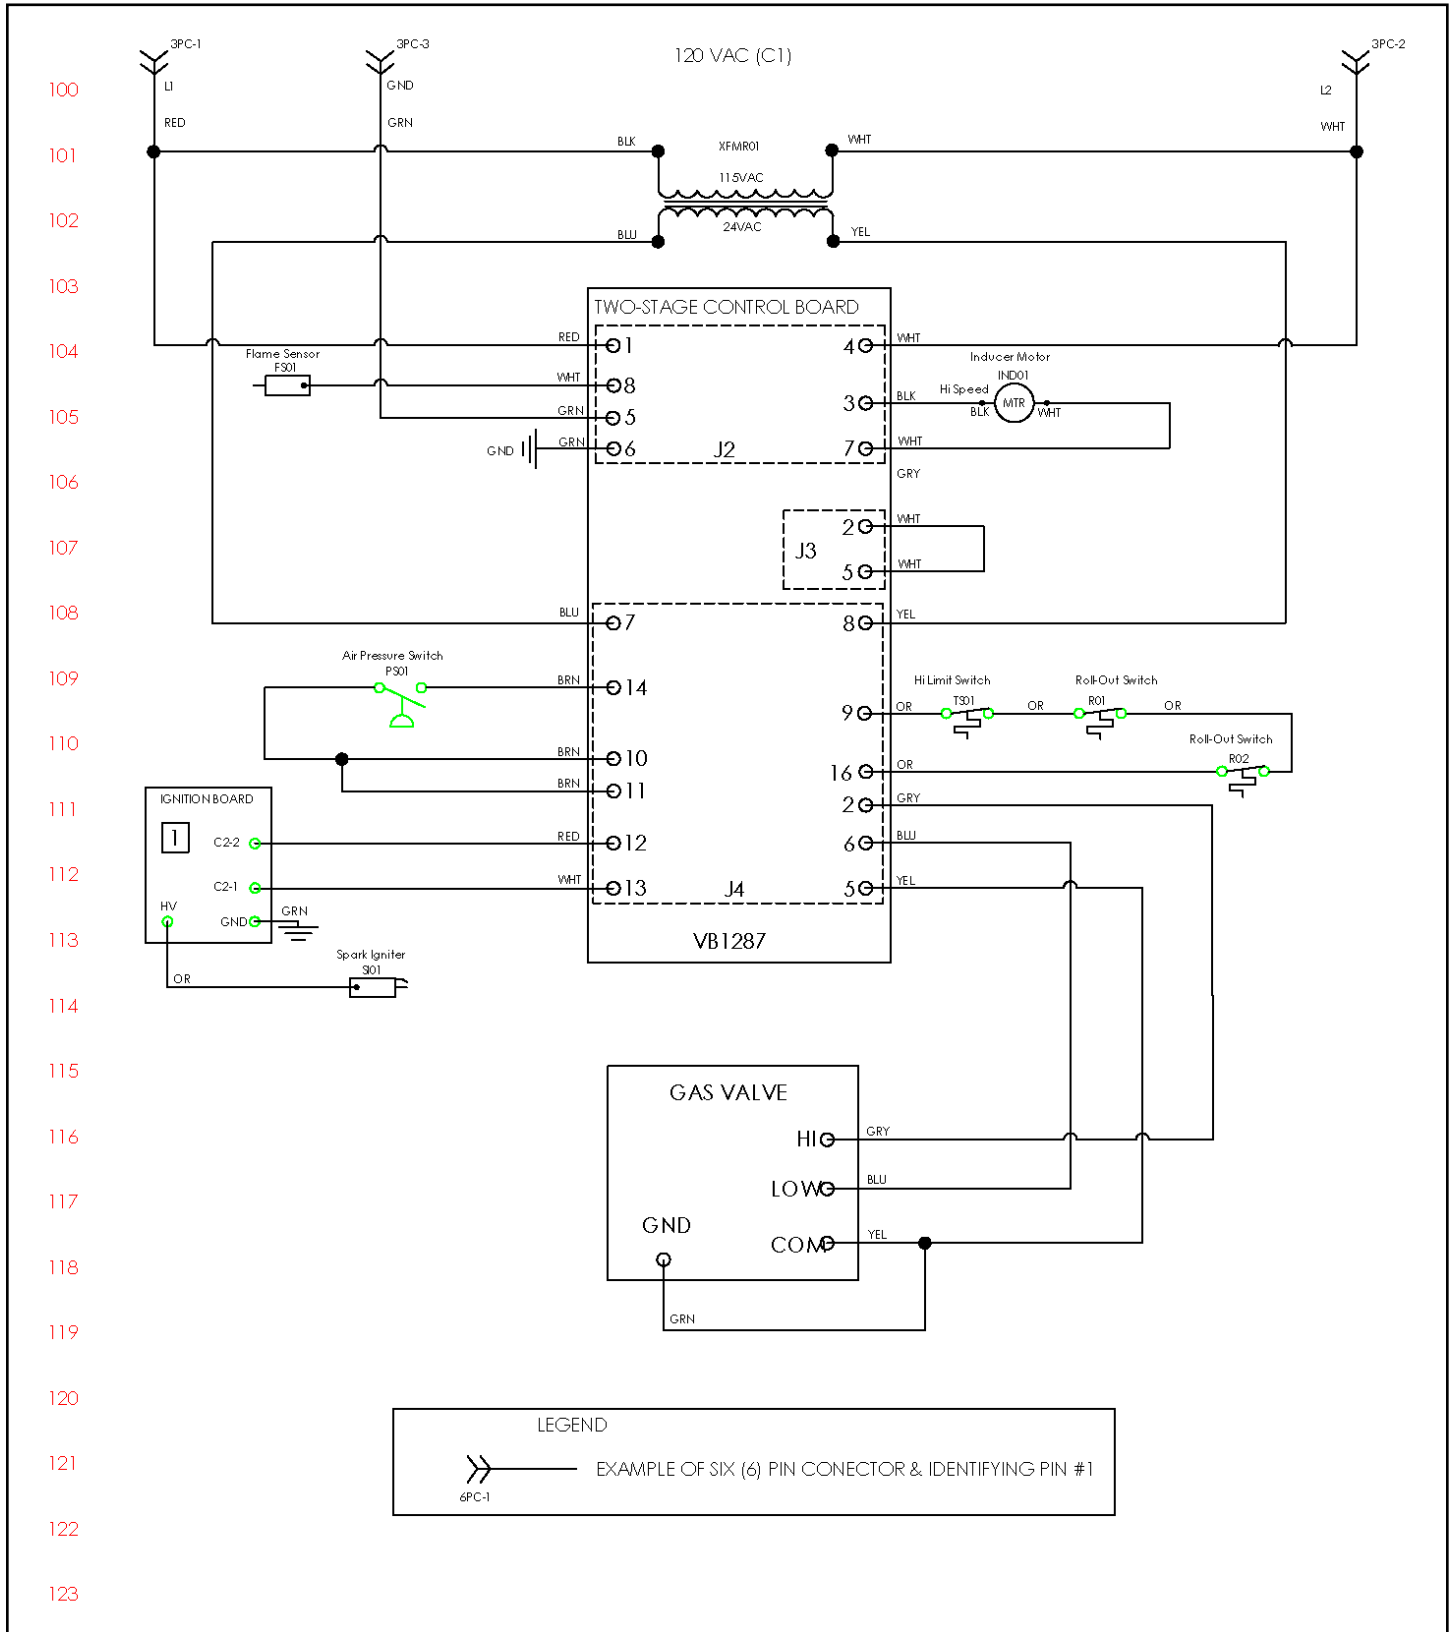 3PC-1
3PC-3
120 VAC (C1)
3PC-2
100
L1
GND
L2
RED
GRN
WHT
101
BLK
XFMR01
WHT
115VAC
102
24VAC
BLU
YEL
103
TWO-STAGE CONTROL BOARD
104
RED
1
4
WHT
Flame Sensor
FS01
WHT
8
Inducer Motor
IND01
Hi Speed
3
BLK
BLK
MTR
WHT
105
GRN
5
GND
GRN
6
J2
7
WHT
106
GRY
2
WHT
107
J3
5
WHT
108
BLU
7
8
YEL
Air Pressure Switch
PS01
109
BRN
14
Hi Limit Switch
TS01
Roll-Out Switch
R01
9
OR
OR
OR
110
BRN
10
Roll-Out Switch
R02
16
OR
BRN
11
2
GRY
111
IGNITION BOARD
1
C2-2
RED
12
6
BLU
112
C2-1
WHT
13
J4
5
YEL
HV
GND
GRN
113
VB1287
Spark Igniter
SI01
OR
114
115
GAS VALVE
116
HI
GRY
117
LOW
BLU
GND
COM
YEL
118
119
GRN
120
LEGEND
121
EXAMPLE OF SIX (6) PIN CONECTOR & IDENTIFYING PIN #1
6PC-1
122
123